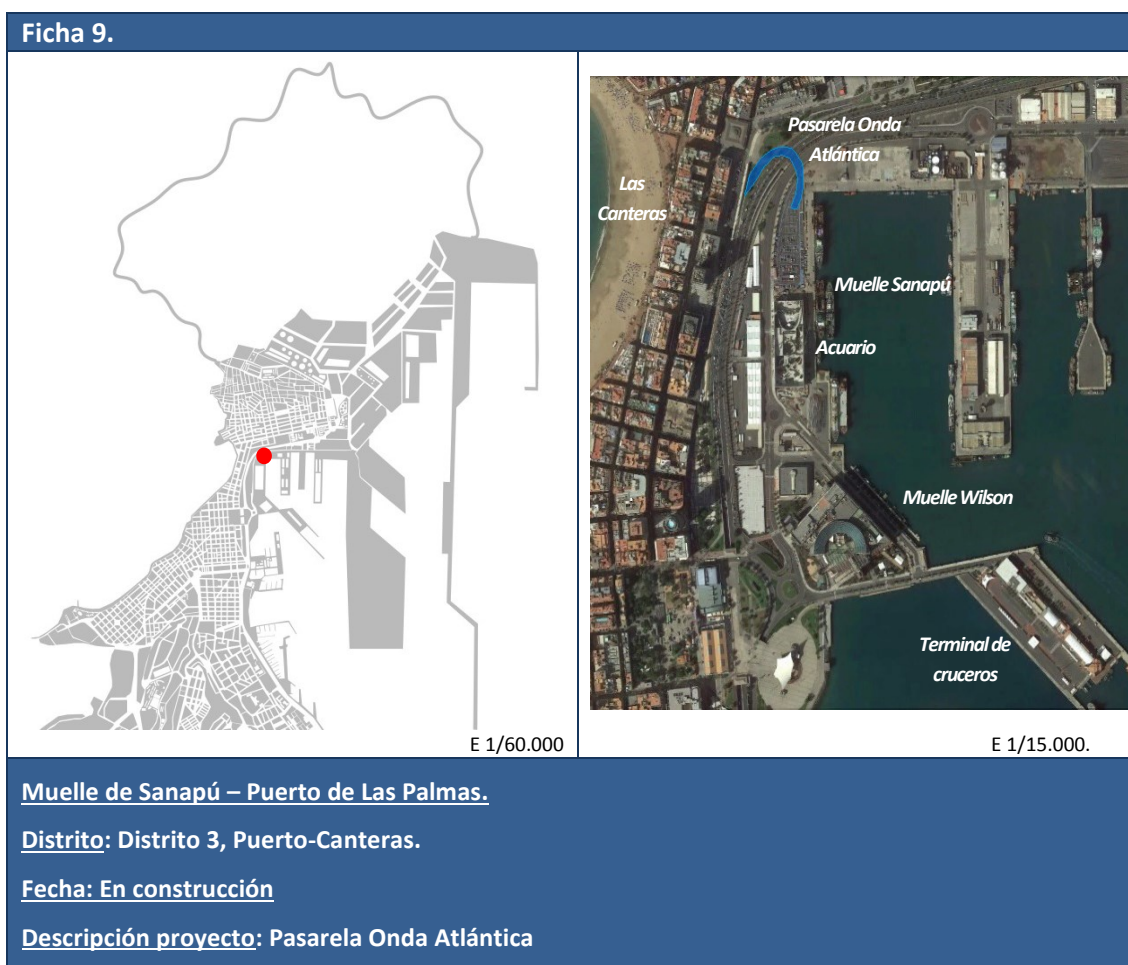 Ficha 9.
E 1/60.000
Pasarela Onda
Atlántica
Las
Canteras
Muelle Sanapú
Acuario
Muelle Wilson
Terminal de
cruceros
E 1/15.000.
Muelle de Sanapú – Puerto de Las Palmas.
Distrito: Distrito 3, Puerto-Canteras.
Fecha: En construcción
Descripción proyecto: Pasarela Onda Atlántica